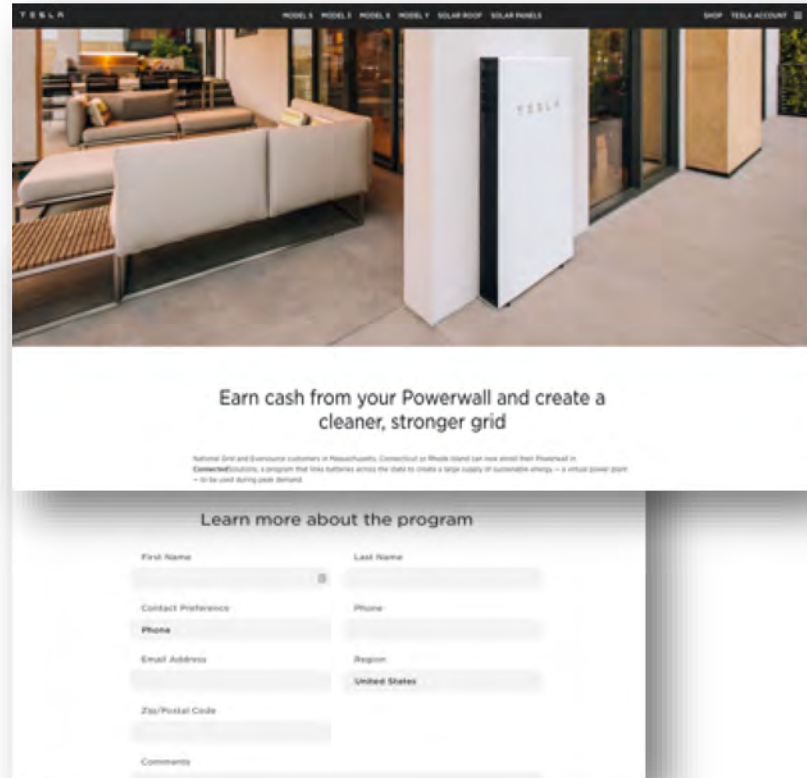 TESLA
MODEL S MODEL 3 MODEL X MODEL Y SOLAR ROOF SOLAR PANELS
SHOP TESLA ACCOUNT
TESLA
Earn cash from your Powerwall and create a
cleaner, stronger grid
National Grid and Eversource customers in Massachusetts, Connecticut or Rhode Island can now enroll their Powerwall in
ConnectedSolutions, a program that links batteries across the state to create a large supply of sustainable energy – a virtual power plant
– to be used during peak demand.
Learn more about the program
First Name Last Name
Contact Preference Phone
Phone
Email Address Region
United States
Zip/Postal Code
Comments